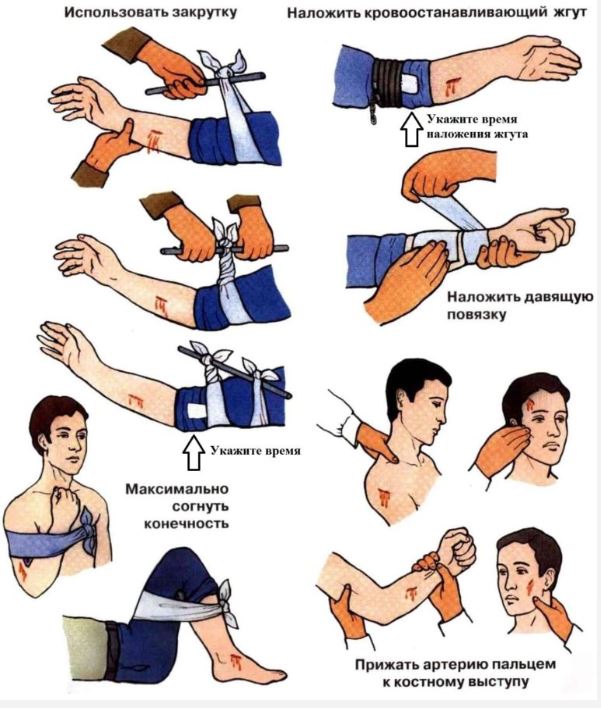 Использовать закрутку
Наложить кровоостанавливающий жгут
Укажите время
наложения жгута
Наложить давящую
повязку
Укажите время
Максимально
согнуть
конечность
Прижать артерию пальцем
к костному выступу